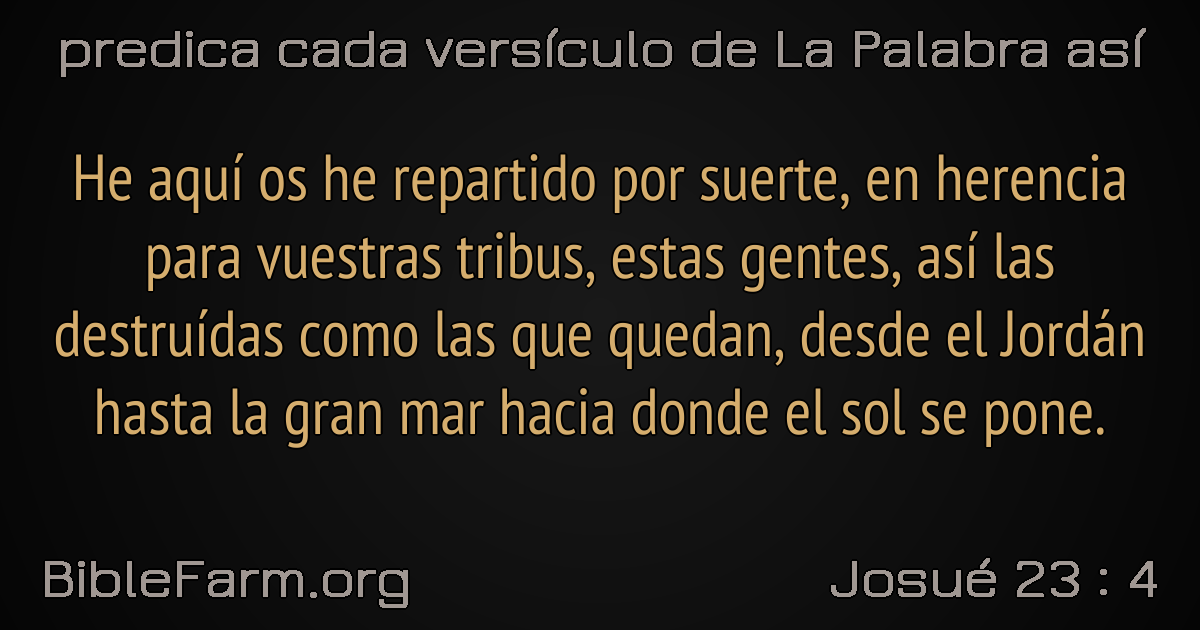 predica cada versículo de La Palabra así
He aquí os he repartido por suerte, en herencia
para vuestras tribus, estas gentes, así las
destruídas como las que quedan, desde el Jordán
hasta la gran mar hacia donde el sol se pone.
BibleFarm.org
Josué 23 : 4